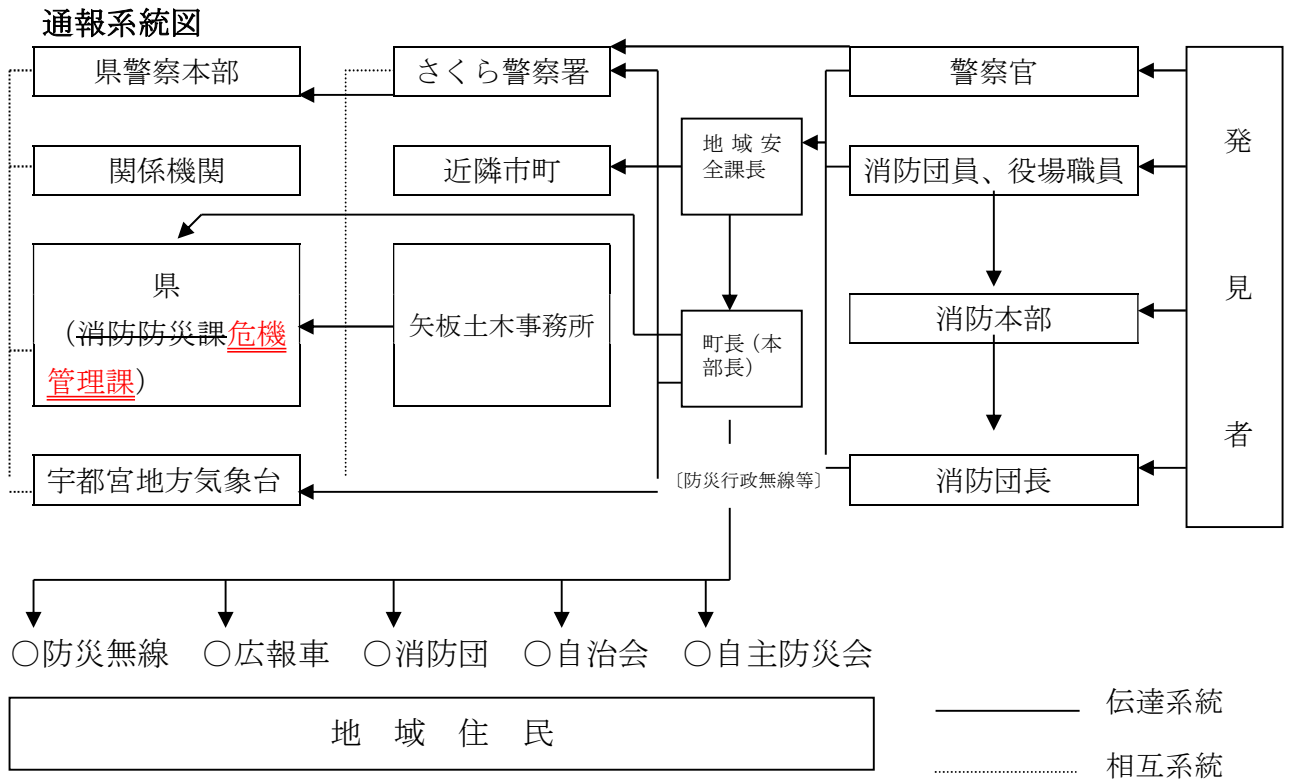 通報系統図
県警察本部
さくら警察署
警察官
発見者
関係機関
近隣市町
地域安
全課長
消防団員、役場職員
県
(消防防災課危機
管理課)
矢板土木事務所
町長(本
部長)
消防本部
宇都宮地方気象台
〔防災行政無線等〕
消防団長
○防災無線 ○広報車 ○消防団 ○自治会 ○自主防災会
地域住民
伝達系統
相互系統